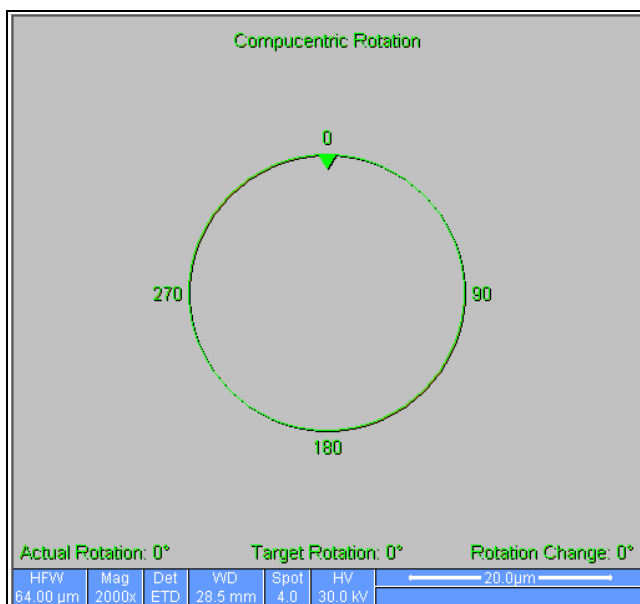 Compucentric Rotation
0
270
90
180
Actual Rotation: 0° Target Rotation: 0° Rotation Change: 0°
HFW Mag Det WD Spot HV 20.0µm
64.00 µm 2000x ETD 28.5 mm 4.0 30.0 kV